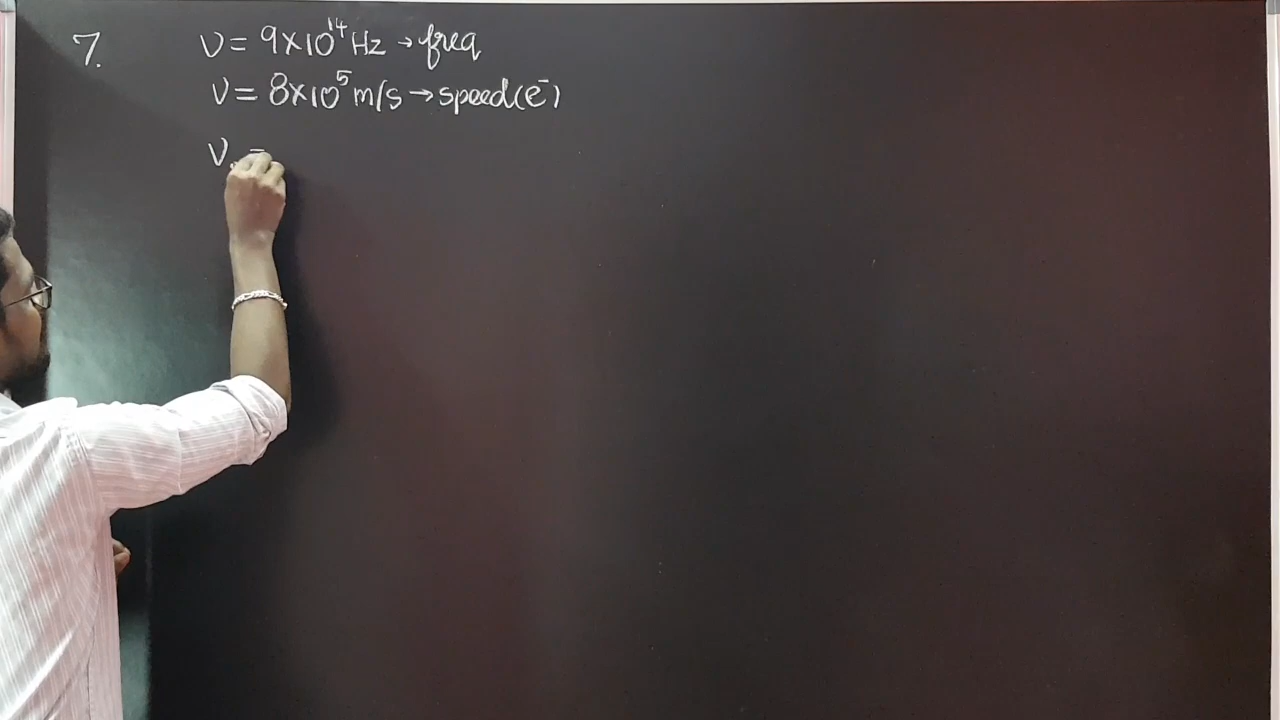 7. ν = 9×10¹⁴ Hz → freq
v = 8×10⁵ m/s → speed(e⁻)
ν. =